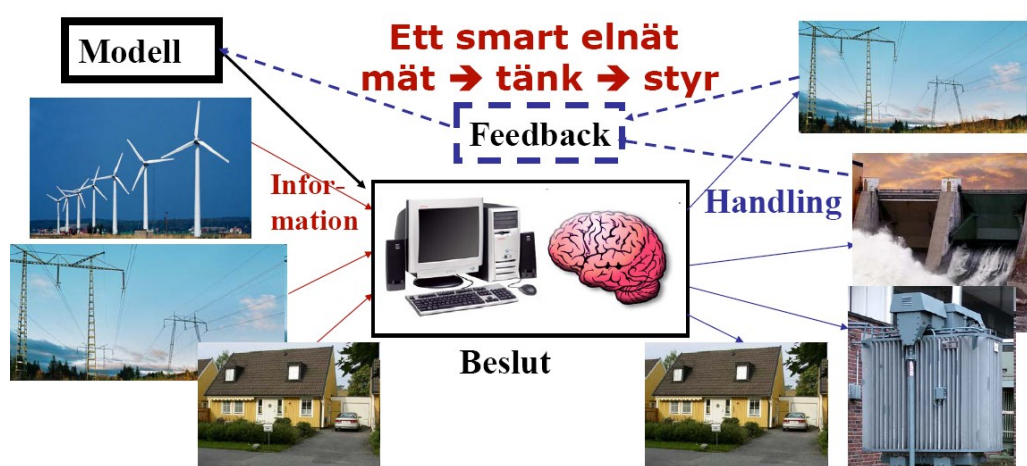 Modell
Ett smart elnät
mät ➔ tänk ➔ styr
Feedback
Infor-
mation
Handling
Beslut